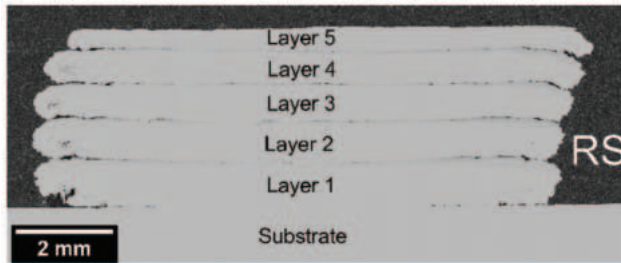 Layer 5
Layer 4
Layer 3
Layer 2
RS
Layer 1
Substrate
2 mm